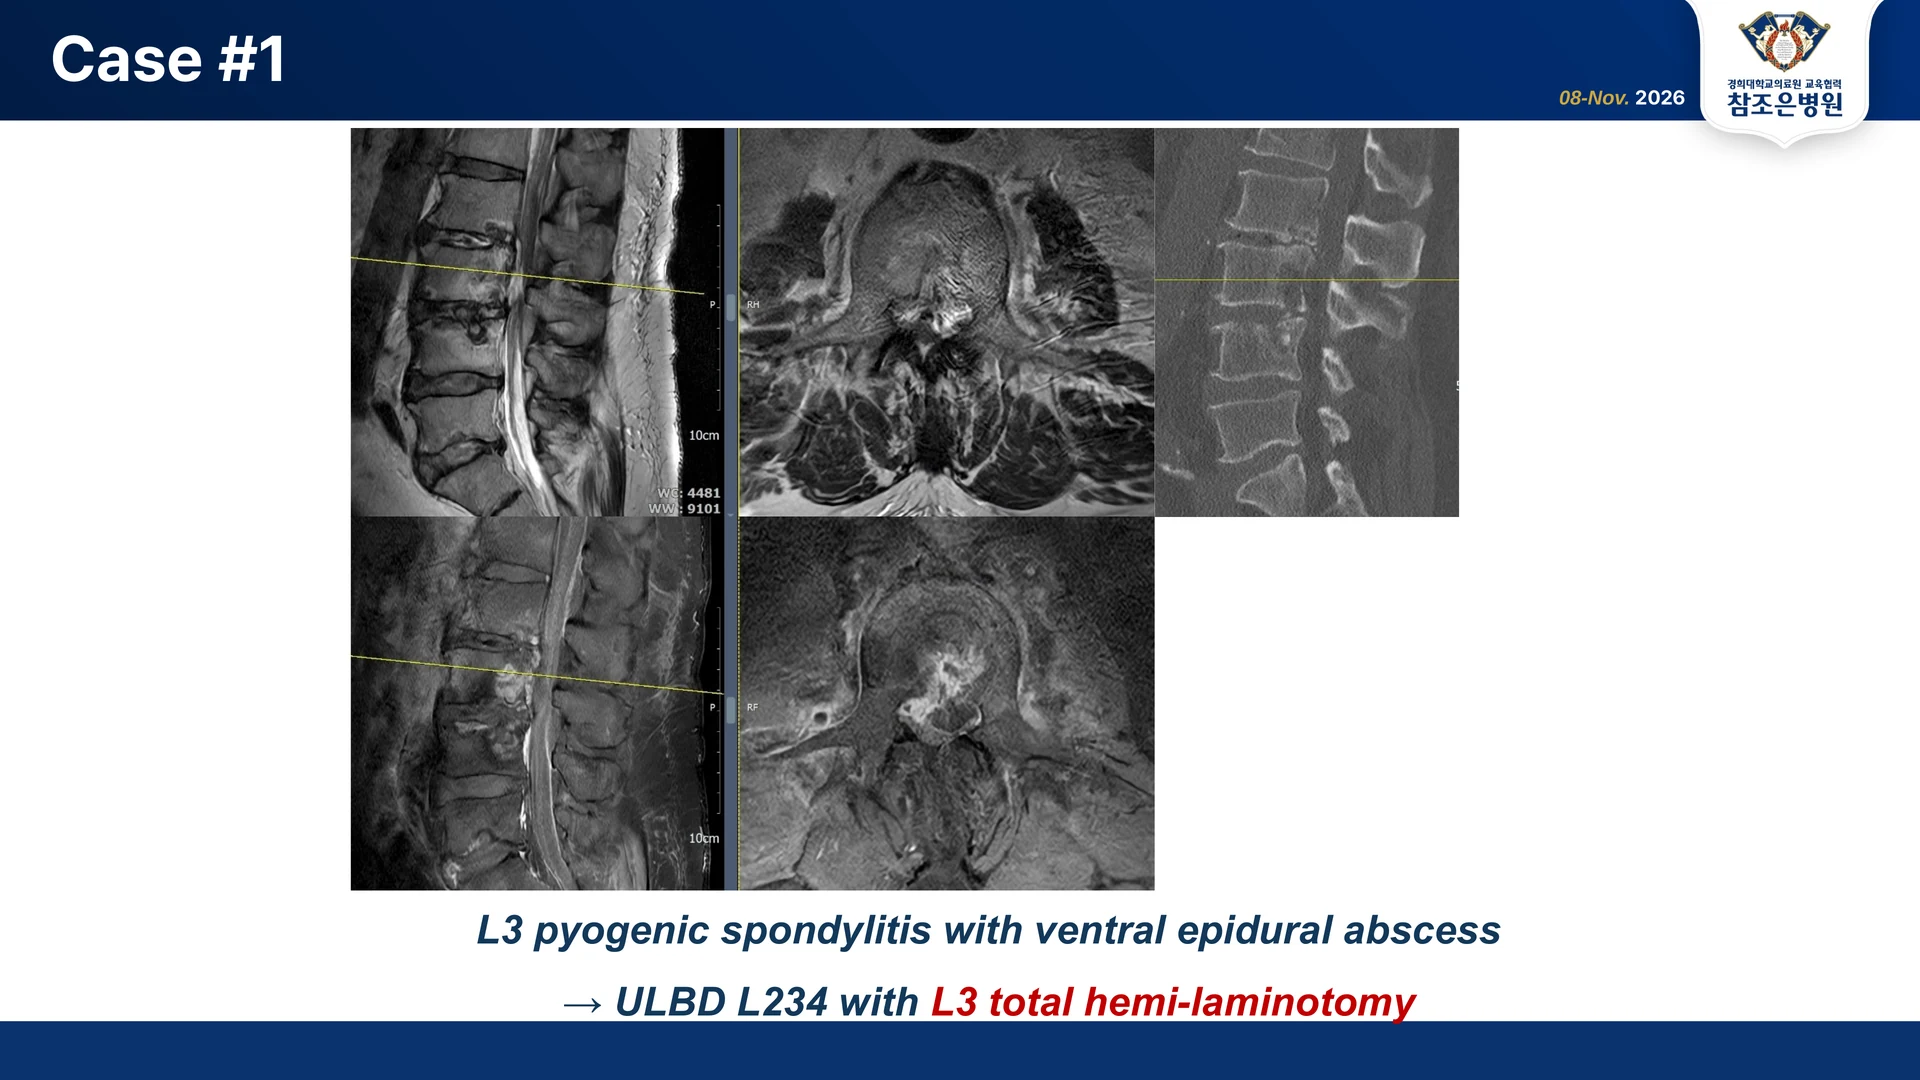 Case #1
08-Nov. 2026
경희대학교의료원 교육협력
참조은병원
P
10cm
WC: 4481
WW: 9101
RH
5
P
10cm
RF
L3 pyogenic spondylitis with ventral epidural abscess
→ ULBD L234 with L3 total hemi-laminotomy